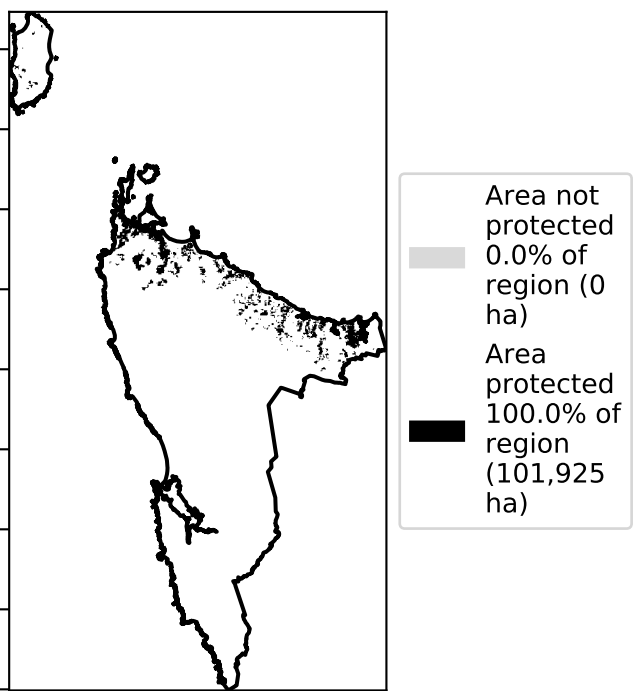 Area not
protected
0.0% of
region (0
ha)
Area
protected
100.0% of
region
(101,925
ha)